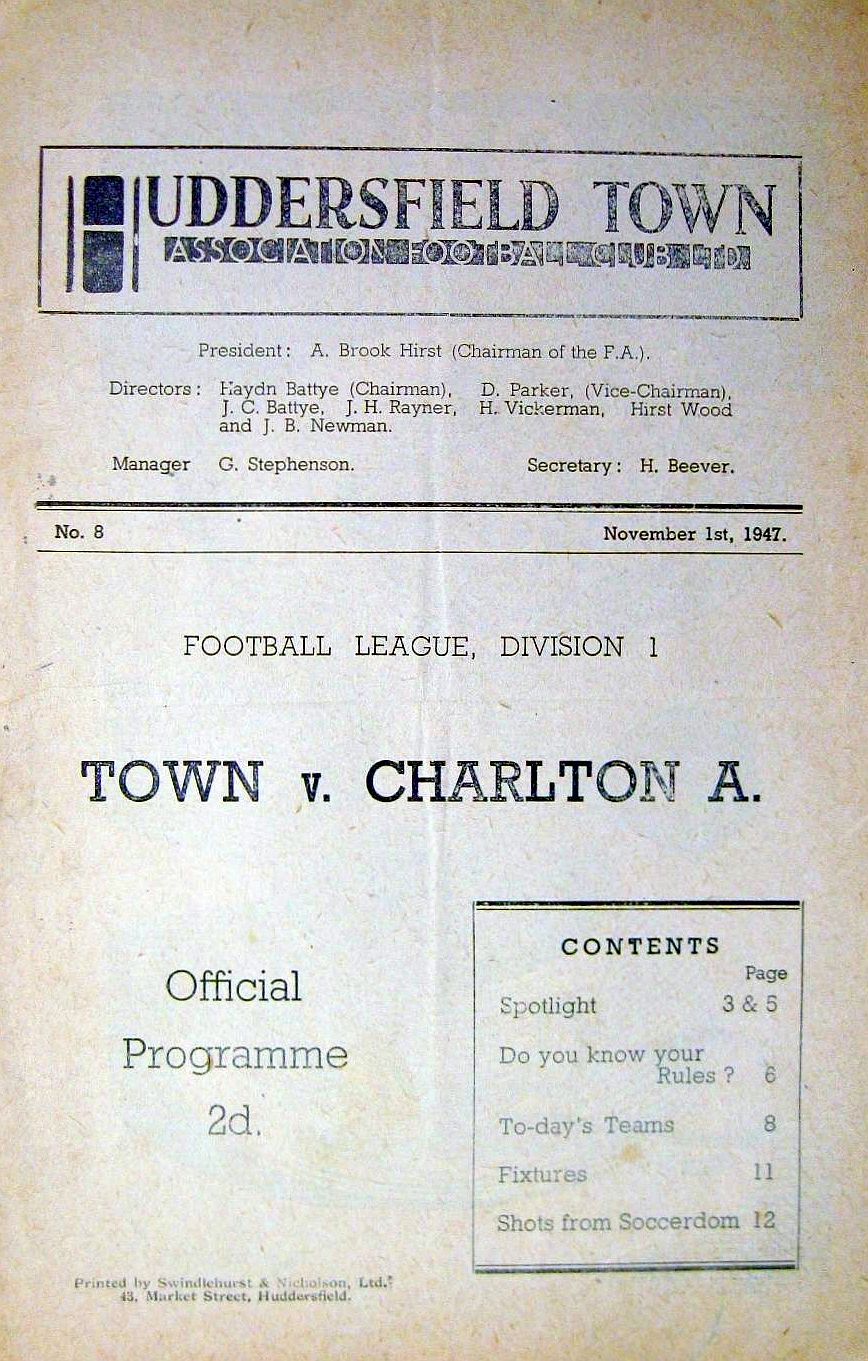 HUDDERSFIELD TOWN
ASSOCIATION FOOTBALL CLUB LTD.
President: A. Brook Hirst (Chairman of the F.A.).
Directors: Haydn Battye (Chairman), D. Parker, (Vice-Chairman),
J. C. Battye, J. H. Rayner, H. Vickerman, Hirst Wood
and J. B. Newman.
Manager G. Stephenson. Secretary: H. Beever.
No. 8 November 1st, 1947.
FOOTBALL LEAGUE, DIVISION 1
TOWN v. CHARLTON A.
Official
Programme
2d.
CONTENTS
Page
Spotlight 3 & 5
Do you know your
Rules? 6
To-day's Teams 8
Fixtures 11
Shots from Soccerdom 12
Printed by Swindlehurst & Nicholson, Ltd.,
43, Market Street, Huddersfield.